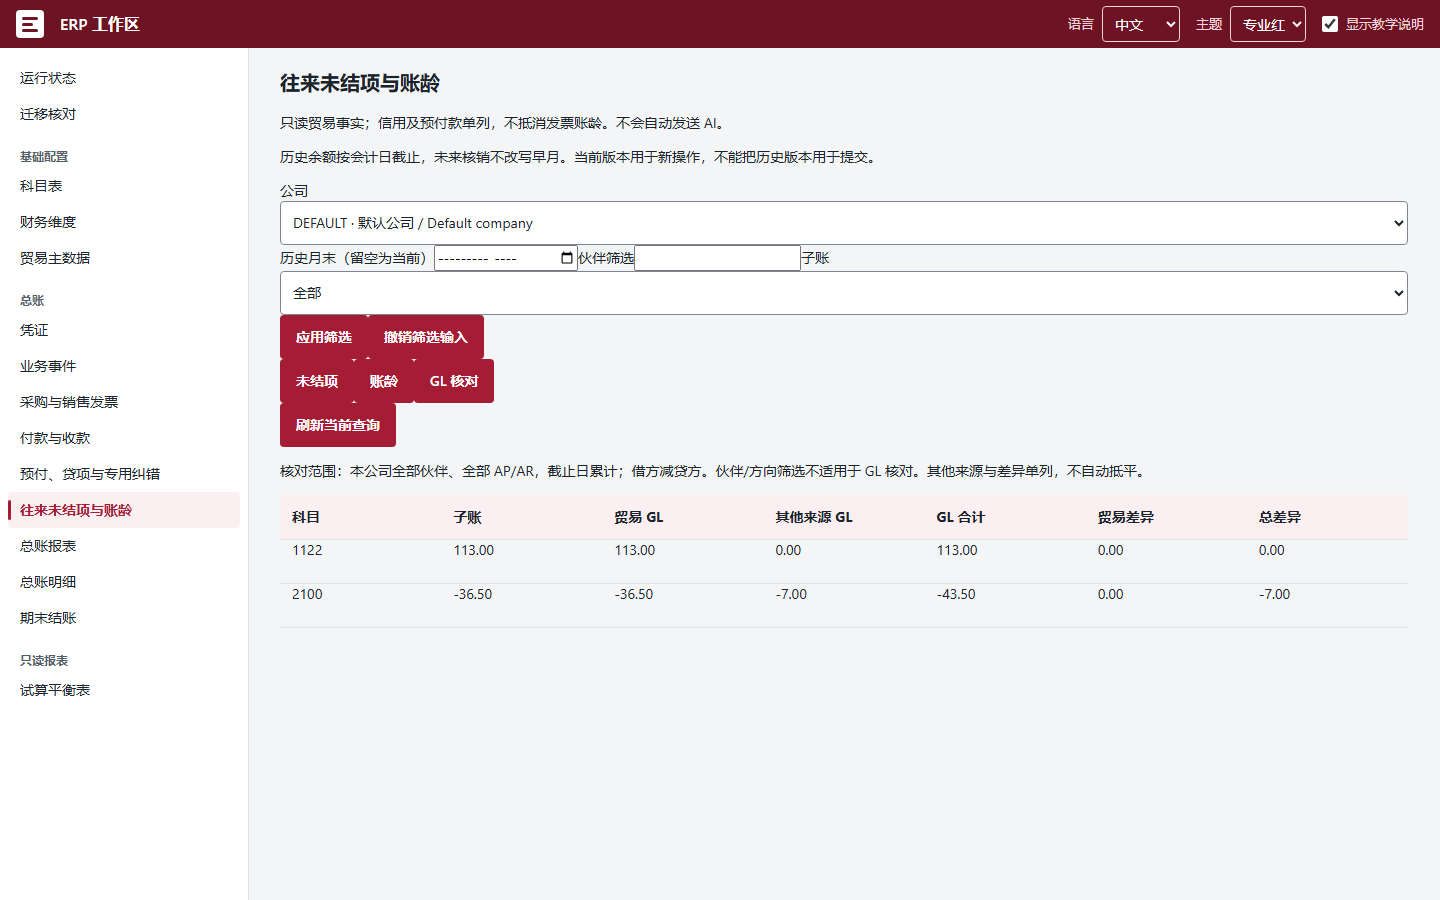 ERP 工作区
语言 中文 主题 专业红 显示教学说明
运行状态
迁移核对
基础配置
科目表
财务维度
贸易主数据
总账
凭证
业务事件
采购与销售发票
付款与收款
预付、贷项与专用纠错
往来未结项与账龄
总账报表
总账明细
期末结账
只读报表
试算平衡表
往来未结项与账龄
只读贸易事实；信用及预付款单列，不抵消发票账龄。不会自动发送 AI。
历史余额按会计日截止，未来核销不改写早月。当前版本用于新操作，不能把历史版本用于提交。
公司
DEFAULT · 默认公司 / Default company
历史月末（留空为当前） --------- ---- 伙伴筛选 子账
全部
应用筛选 撤销筛选输入
未结项 账龄 GL 核对
刷新当前查询
核对范围：本公司全部伙伴、全部 AP/AR，截止日累计；借方减贷方。伙伴/方向筛选不适用于 GL 核对。其他来源与差异单列，不自动抵平。
科目 子账 贸易 GL 其他来源 GL GL 合计 贸易差异 总差异
1122 113.00 113.00 0.00 113.00 0.00 0.00
2100 -36.50 -36.50 -7.00 -43.50 0.00 -7.00